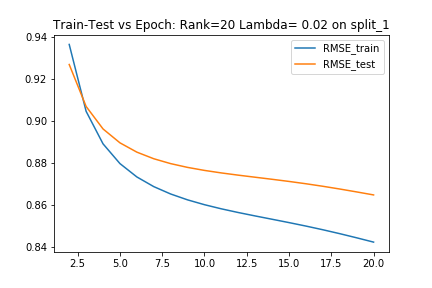 Train-Test vs Epoch: Rank=20 Lambda= 0.02 on split_1
0.94
0.92
0.90
0.88
0.86
0.84
RMSE_train
RMSE_test
2.5 5.0 7.5 10.0 12.5 15.0 17.5 20.0